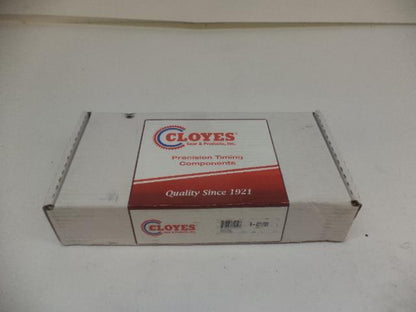 CLOYES
Gear & Products, Inc.
Precision Timing
Components
Quality Since 1921
CLOYES